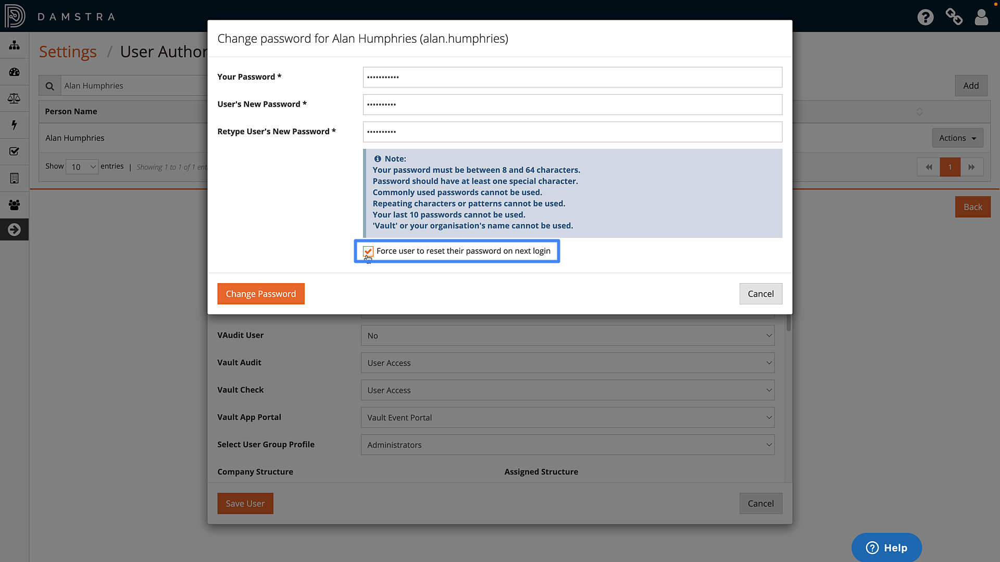 DAMSTRA
Change password for Alan Humphries (alan.humphries)
Settings / User Author
Your Password * •••••••••••
Alan Humphries
Add
User's New Password * ••••••••••
Person Name
Retype User's New Password * ••••••••••
Alan Humphries
Actions
Show 10 entries | Showing 1 to 1 of 1 ent
1
Note:
Your password must be between 8 and 64 characters.
Password should have at least one special character.
Commonly used passwords cannot be used.
Repeating characters or patterns cannot be used.
Your last 10 passwords cannot be used.
'Vault' or your organisation's name cannot be used.
Back
Force user to reset their password on next login
Change Password
Cancel
VAudit User No
Vault Audit User Access
Vault Check User Access
Vault App Portal Vault Event Portal
Select User Group Profile Administrators
Company Structure Assigned Structure
Save User
Cancel
Help